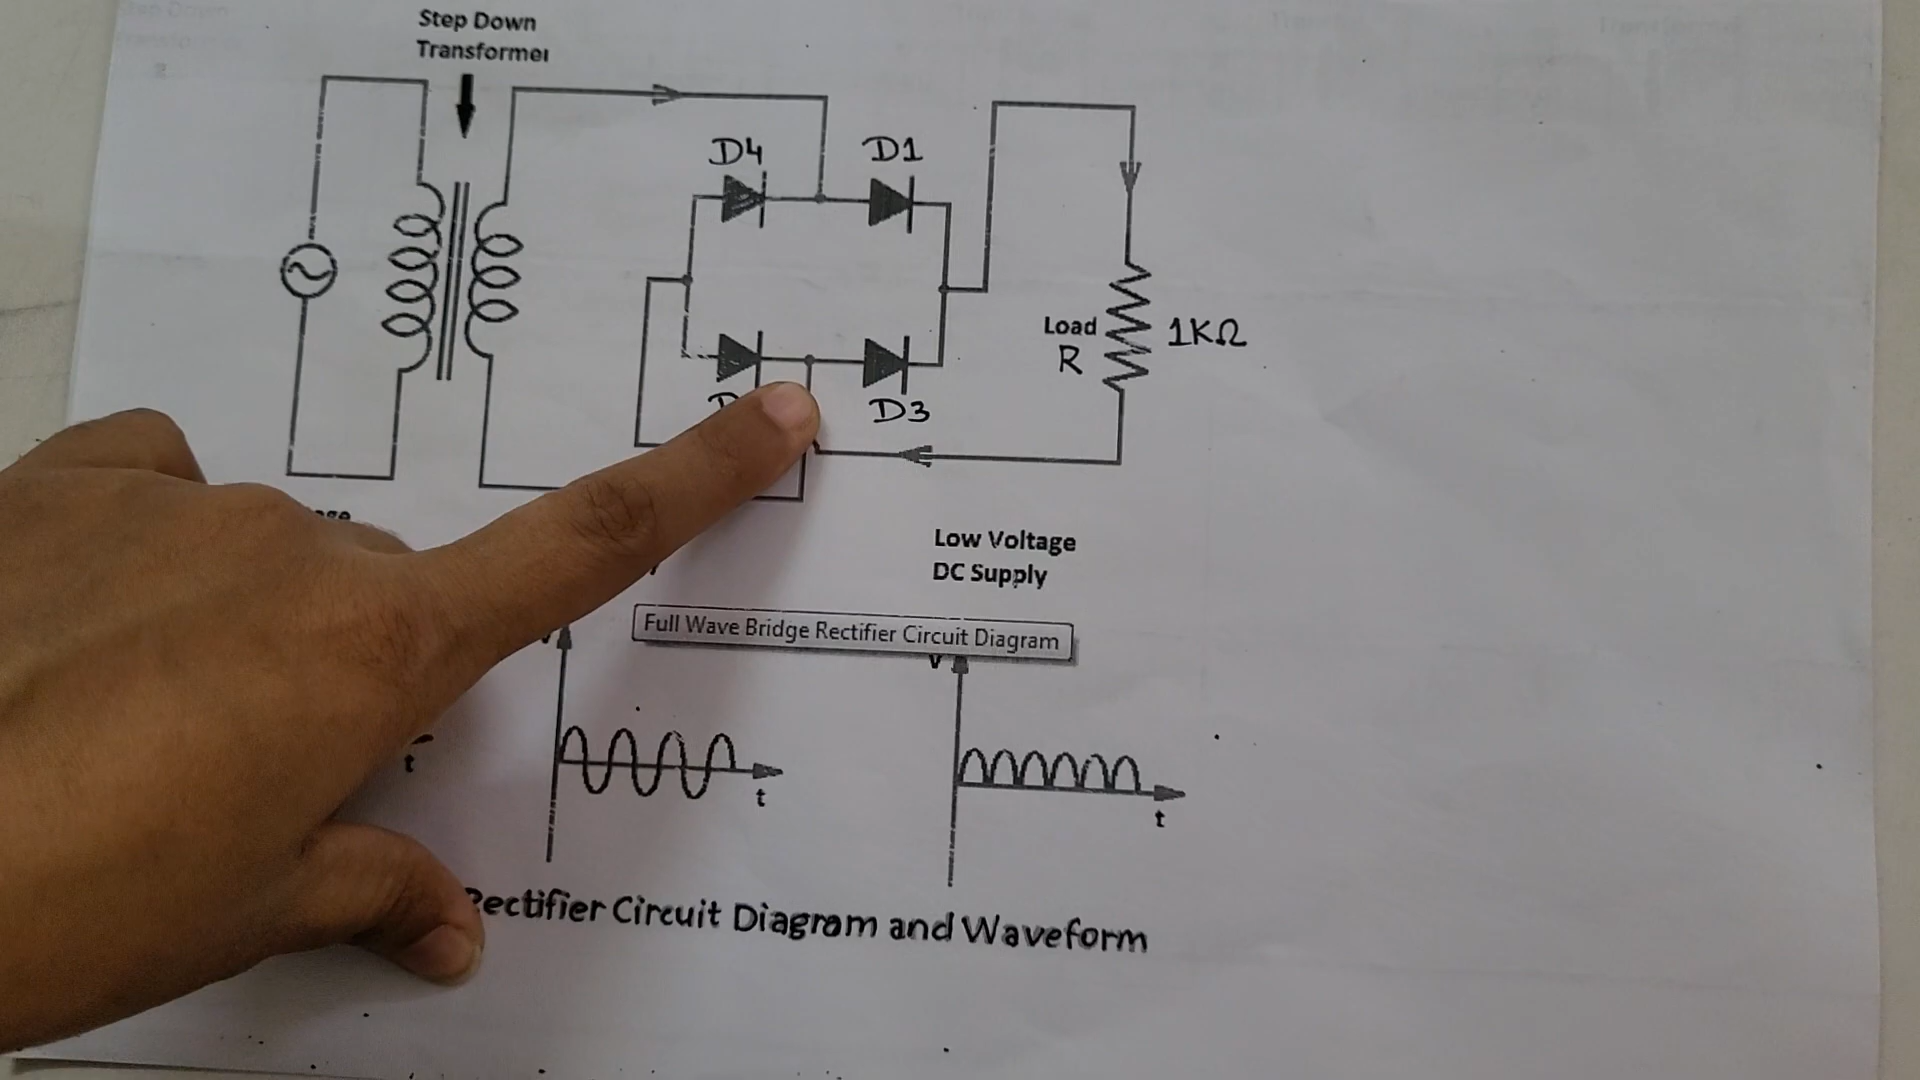 Step Down
Transformer
D4
D1
Load
R
1KΩ
D3
Low Voltage
DC Supply
Full Wave Bridge Rectifier Circuit Diagram
V
V
t
t
t
Rectifier Circuit Diagram and Waveform